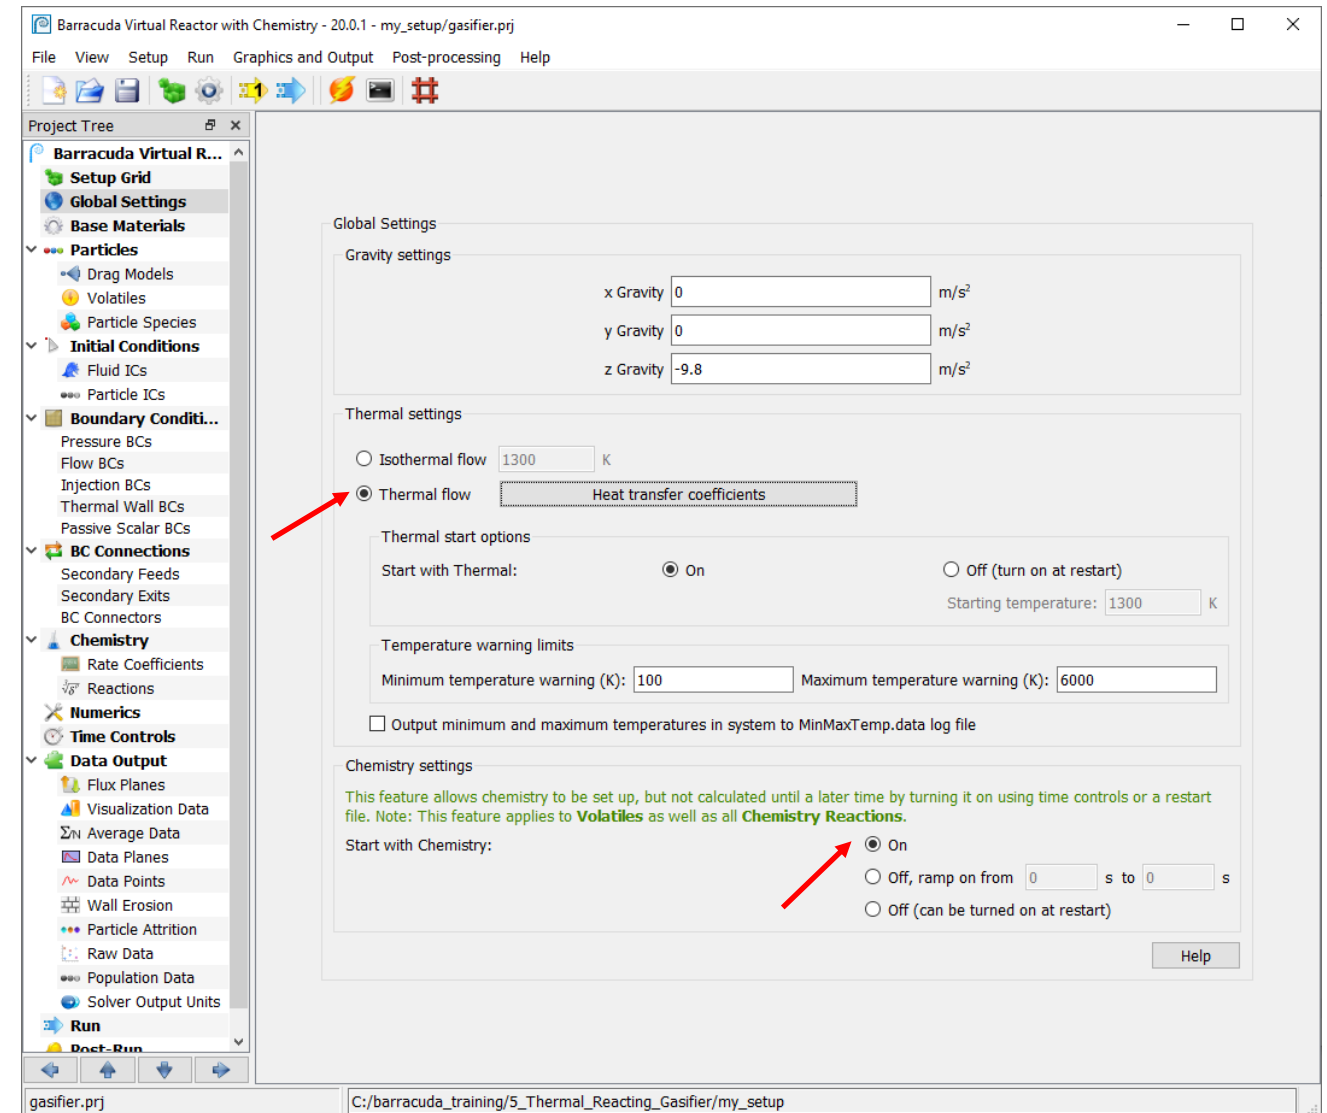 Barracuda Virtual Reactor with Chemistry - 20.0.1 - my_setup/gasifier.prj
File View Setup Run Graphics and Output Post-processing Help
1
Project Tree
Barracuda Virtual R...
Setup Grid
Global Settings
Base Materials
Particles
Drag Models
Volatiles
Particle Species
Initial Conditions
Fluid ICs
Particle ICs
Boundary Conditi...
Pressure BCs
Flow BCs
Injection BCs
Thermal Wall BCs
Passive Scalar BCs
BC Connections
Secondary Feeds
Secondary Exits
BC Connectors
Chemistry
Rate Coefficients
Reactions
Numerics
Time Controls
Data Output
Flux Planes
Visualization Data
Average Data
Data Planes
Data Points
Wall Erosion
Particle Attrition
Raw Data
Population Data
Solver Output Units
Run
Post-Run
Global Settings
Gravity settings
x Gravity 0 m/s²
y Gravity 0 m/s²
z Gravity -9.8 m/s²
Thermal settings
Isothermal flow 1300 K
Thermal flow Heat transfer coefficients
Thermal start options
Start with Thermal: On Off (turn on at restart)
Starting temperature: 1300 K
Temperature warning limits
Minimum temperature warning (K): 100 Maximum temperature warning (K): 6000
Output minimum and maximum temperatures in system to MinMaxTemp.data log file
Chemistry settings
This feature allows chemistry to be set up, but not calculated until a later time by turning it on using time controls or a restart
file. Note: This feature applies to Volatiles as well as all Chemistry Reactions.
Start with Chemistry: On
Off, ramp on from 0 s to 0 s
Off (can be turned on at restart)
Help
gasifier.prj C:/barracuda_training/5_Thermal_Reacting_Gasifier/my_setup